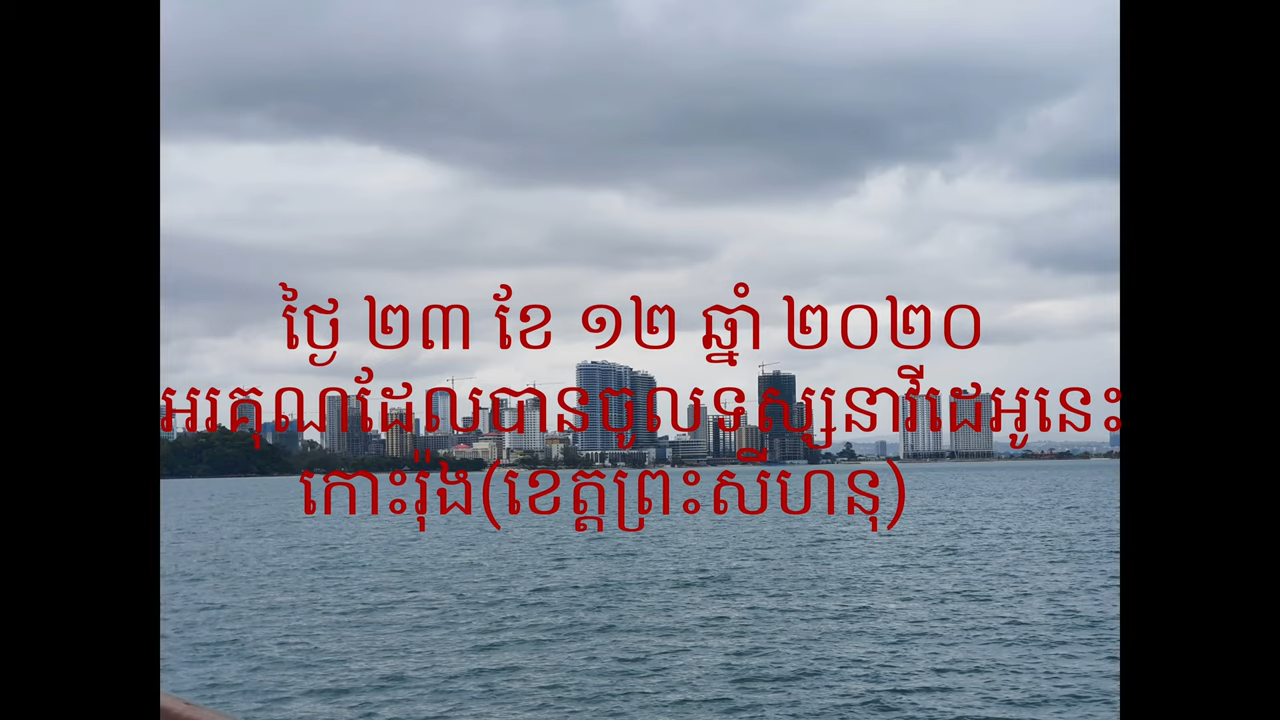 ថ្ងៃ ២៣ ខែ ១២ ឆ្នាំ ២០២០
អរគុណដែលបានចូលទស្សនាវីដេអូនេះ
កោះរ៉ុង(ខេត្តព្រះសីហនុ)